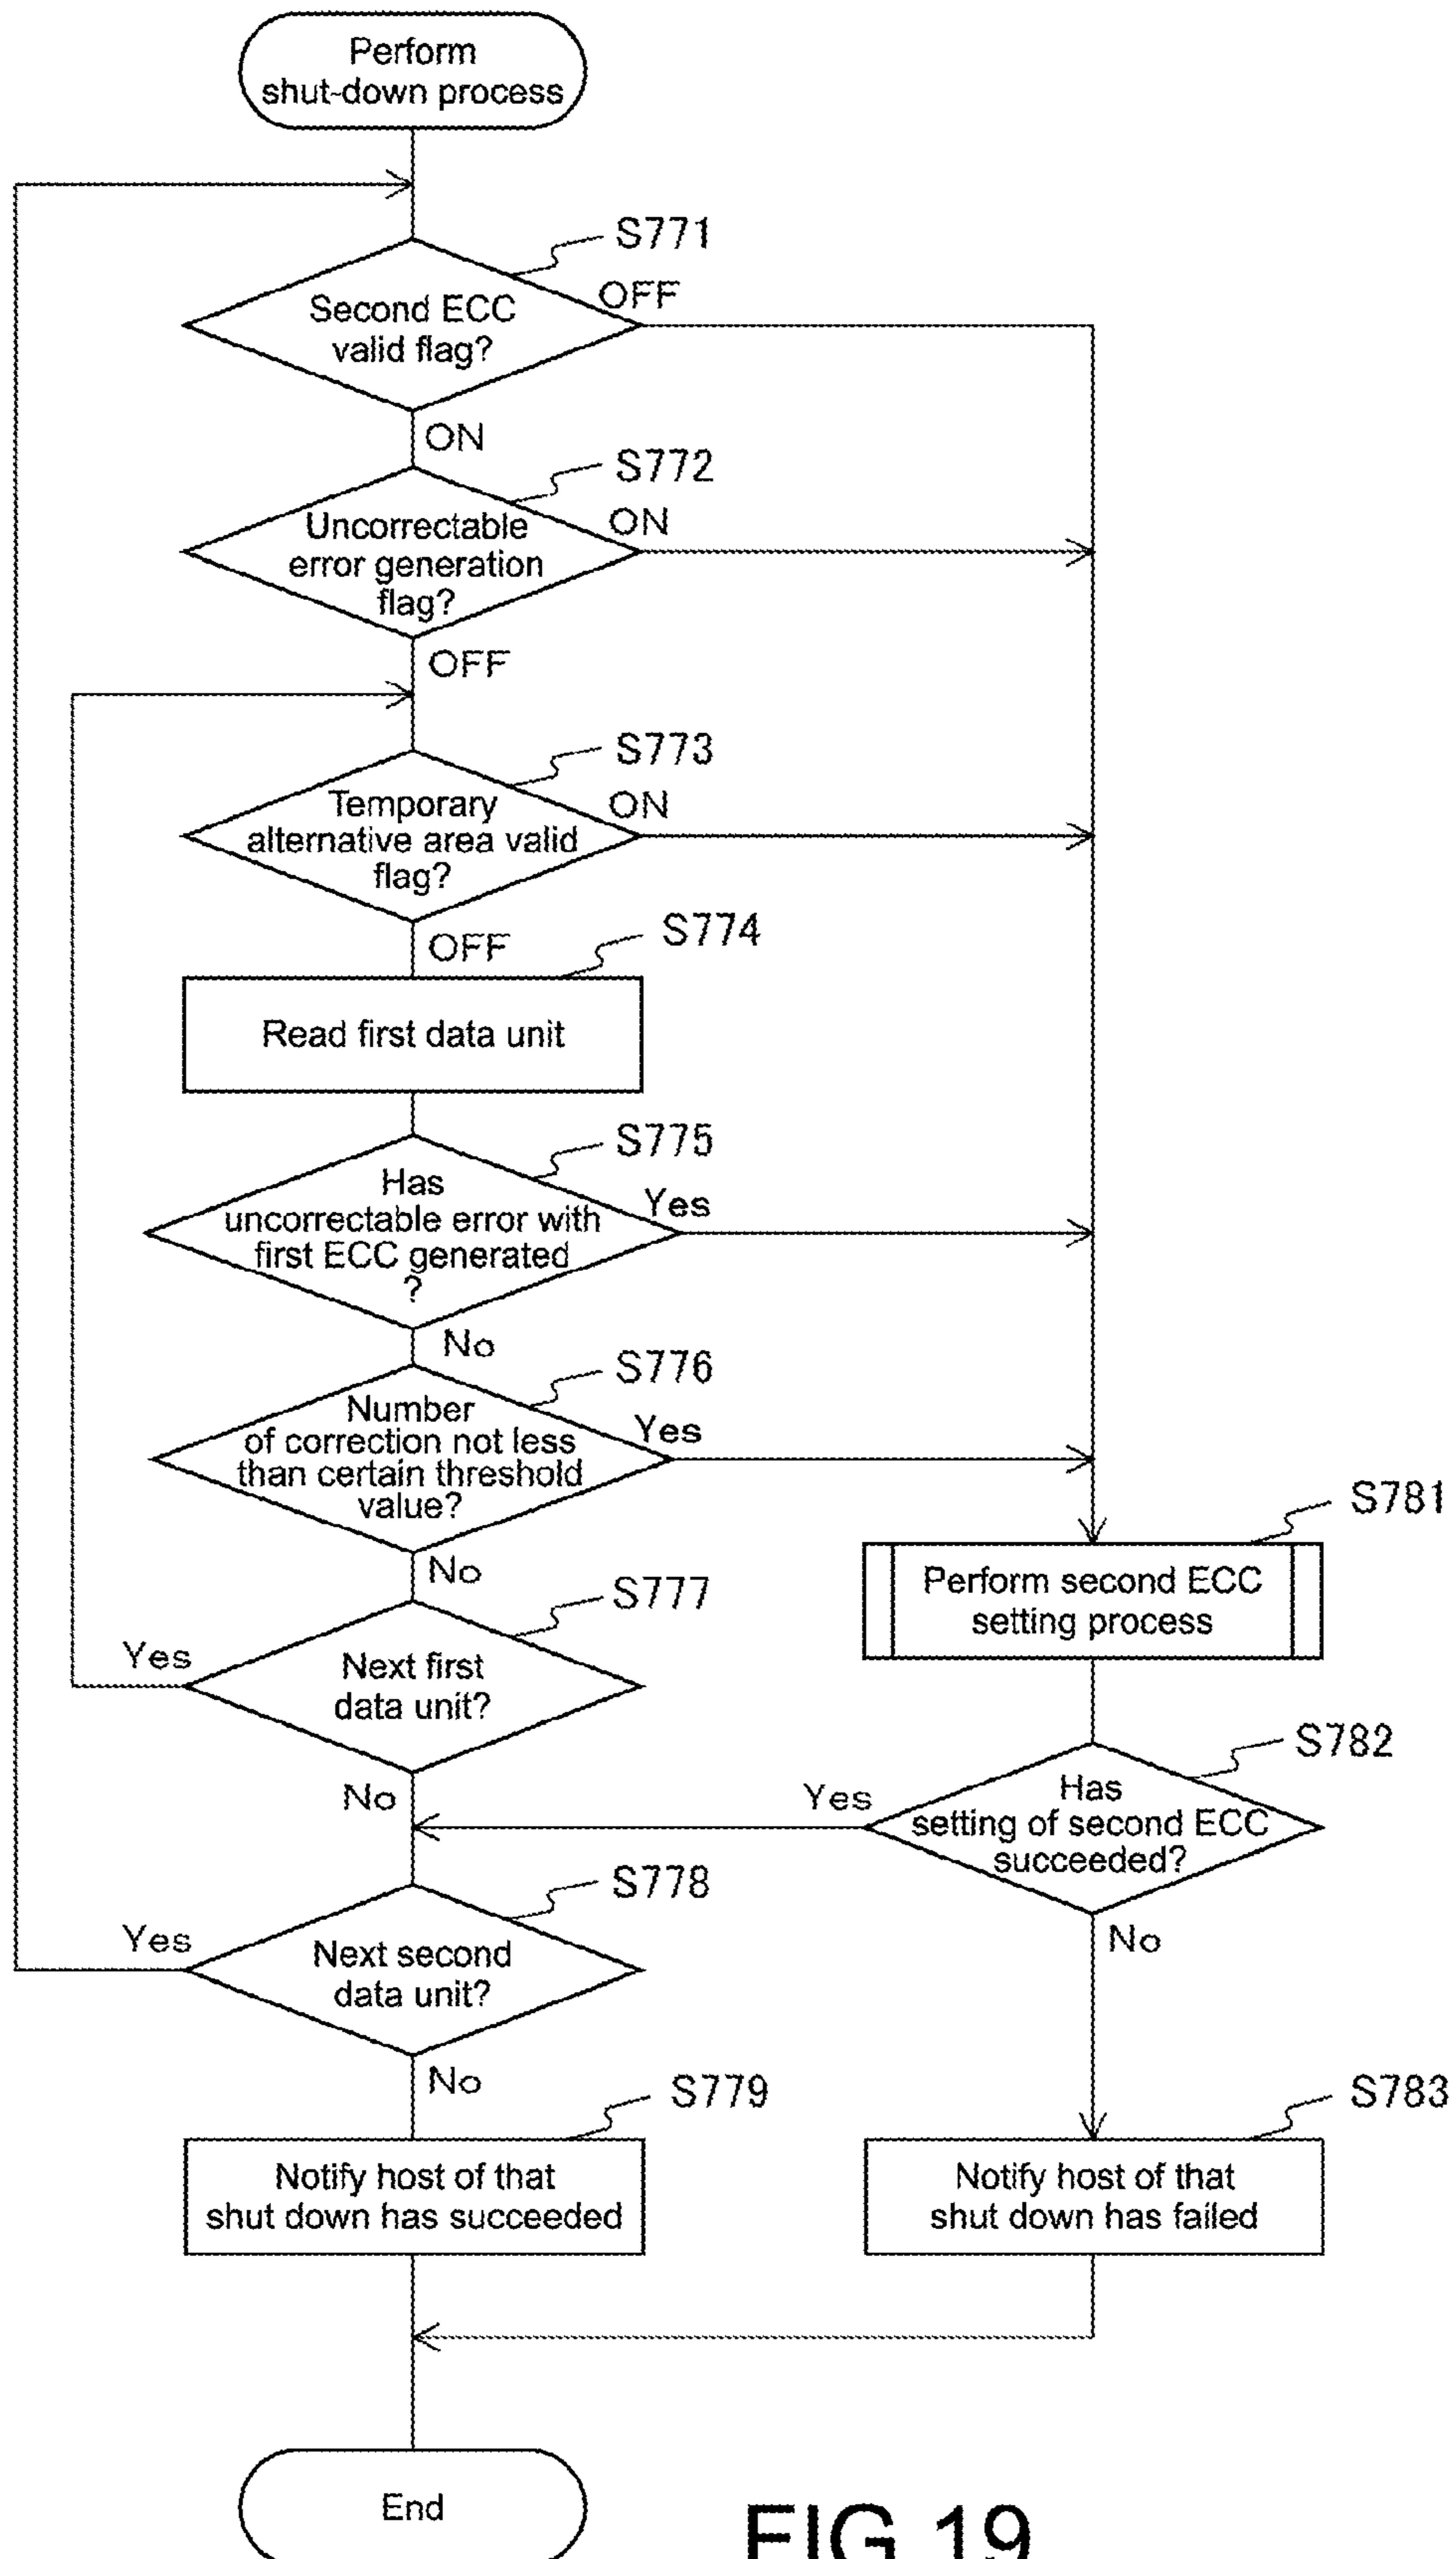 Perform
shut-down process
S771
Second ECC
valid flag?
OFF
ON
S772
Uncorrectable
error generation
flag?
ON
OFF
S773
Temporary
alternative area valid
flag?
ON
OFF
S774
Read first data unit
S775
Has
uncorrectable error with
first ECC generated
?
Yes
No
S776
Number
of correction not less
than certain threshold
value?
Yes
No
S777
Next first
data unit?
Yes
No
S781
Perform second ECC
setting process
S782
Has
setting of second ECC
succeeded?
Yes
No
S778
Next second
data unit?
Yes
No
S779
Notify host of that
shut down has succeeded
S783
Notify host of that
shut down has failed
End
FIG.19